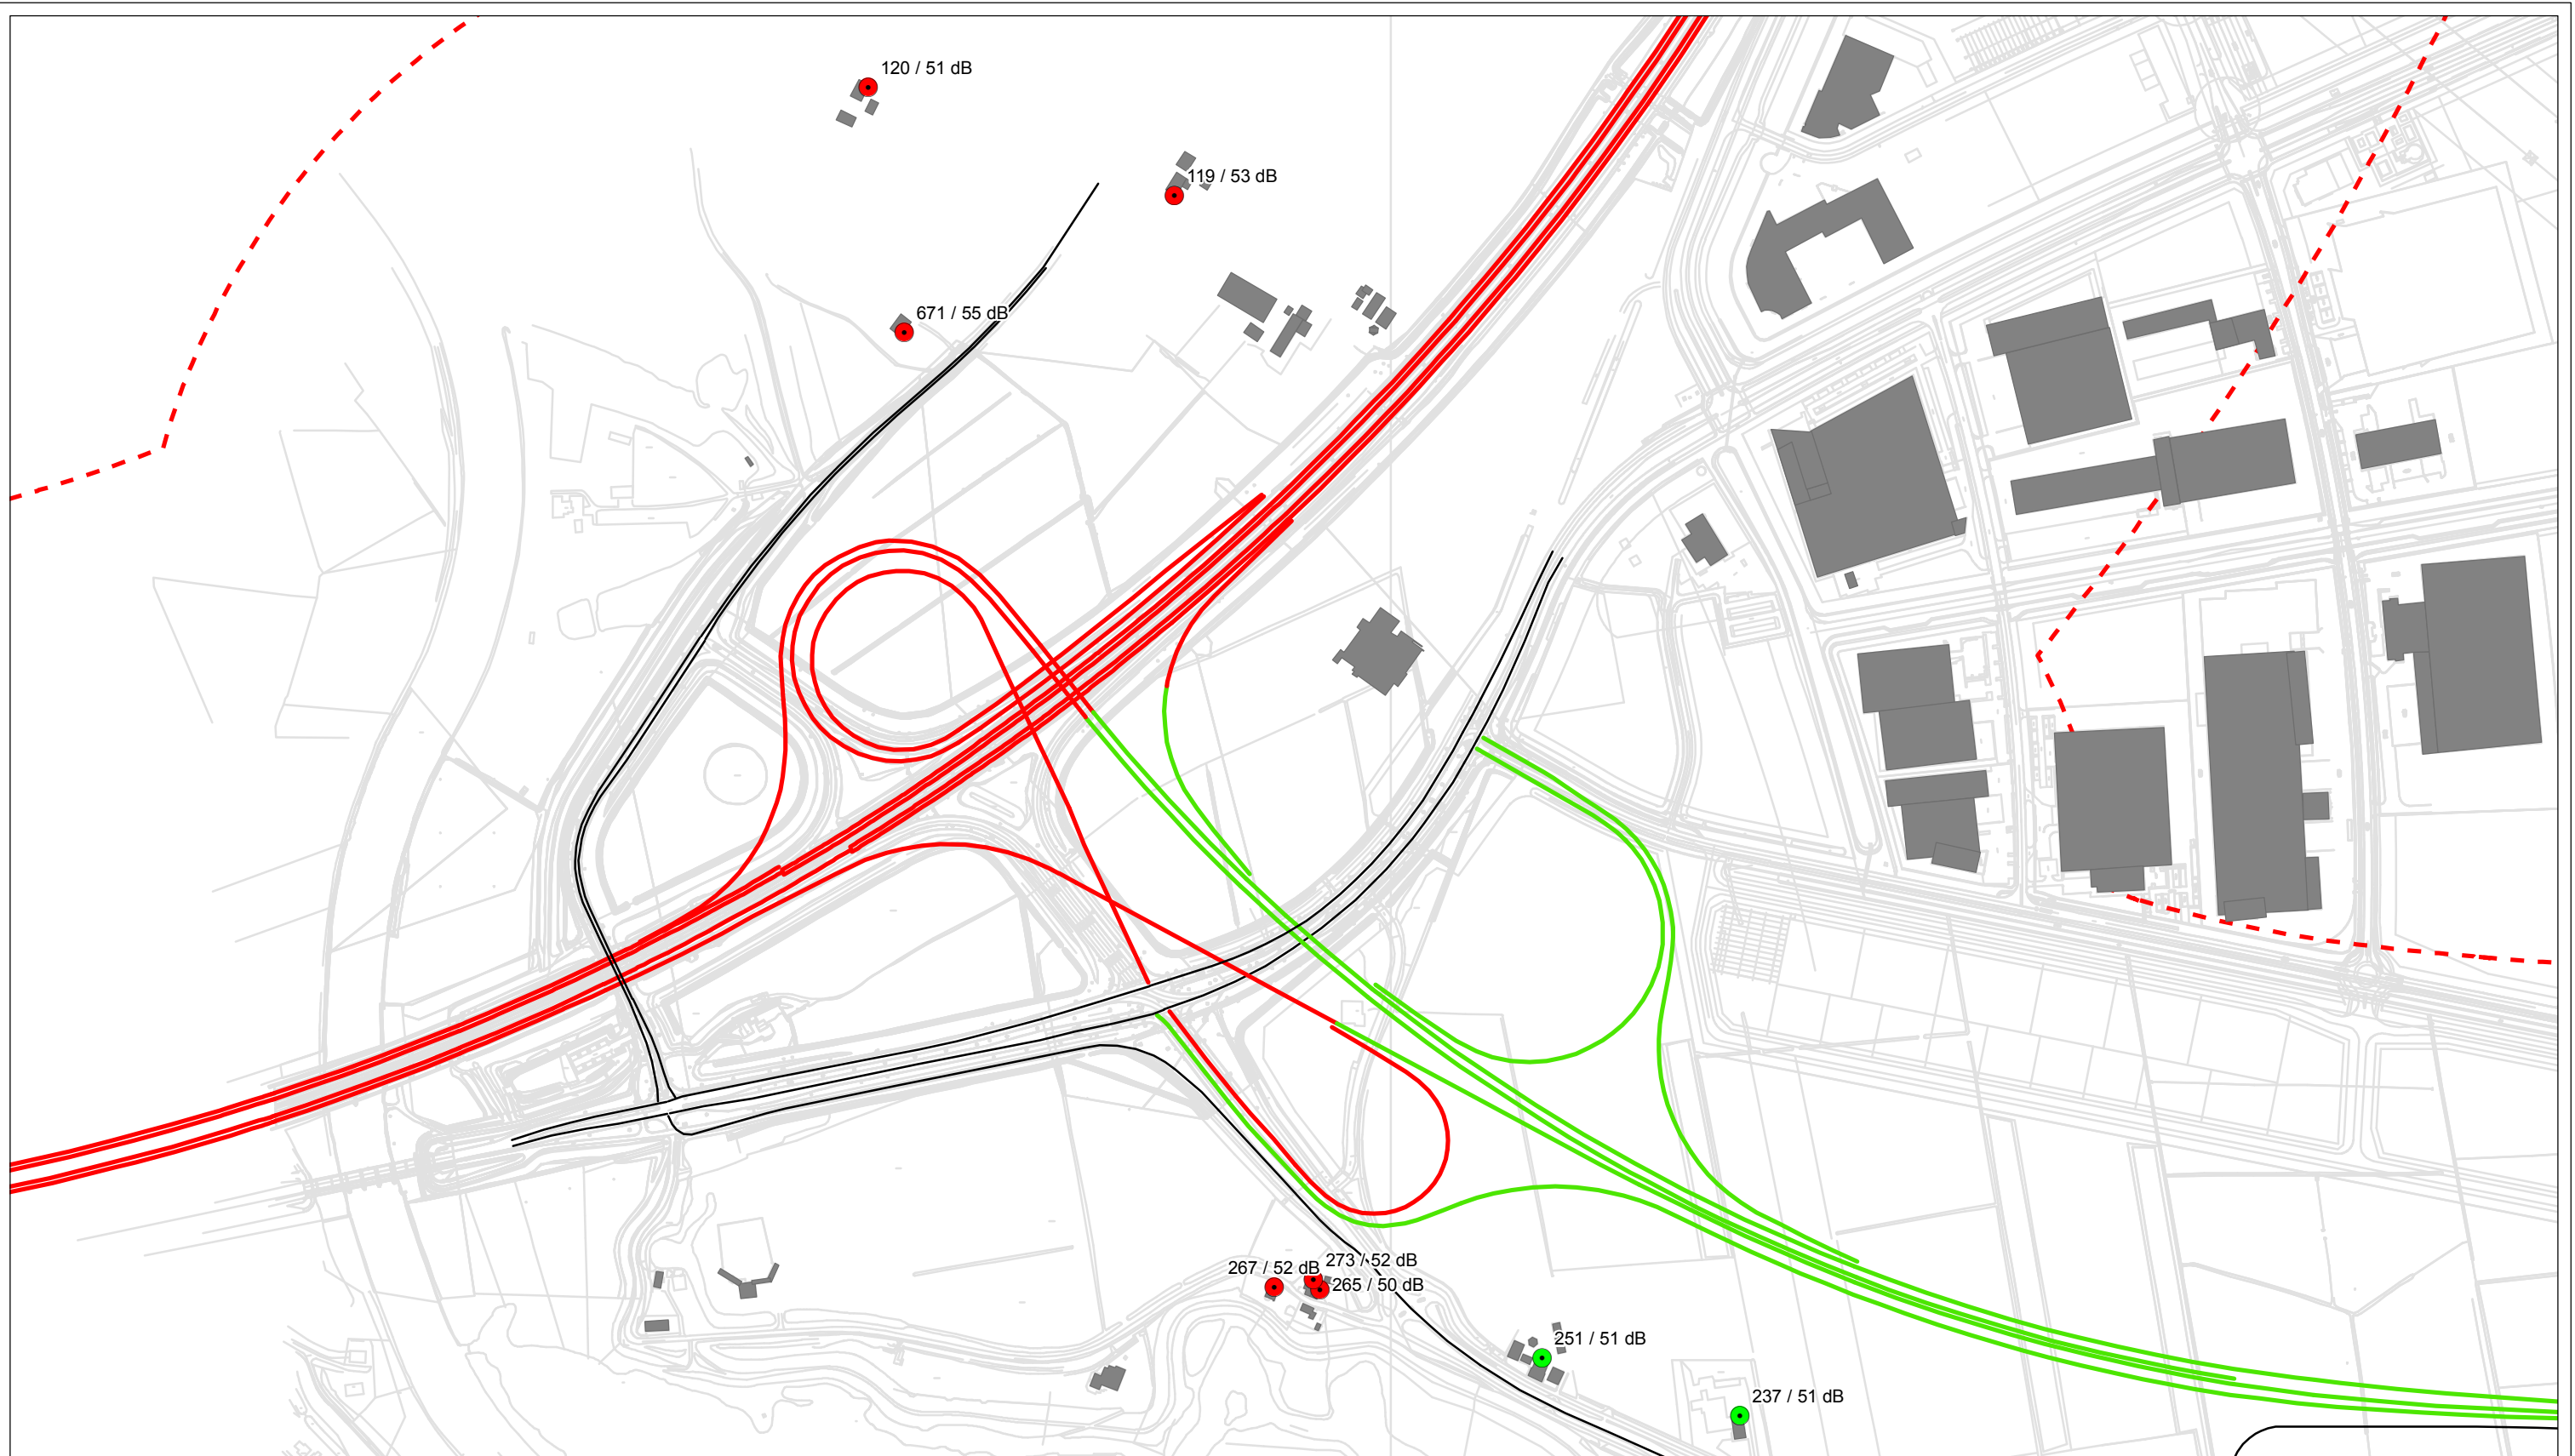 120 / 51 dB
119 / 53 dB
671 / 55 dB
273 / 52 dB
267 / 52 dB
265 / 50 dB
251 / 51 dB
237 / 51 dB